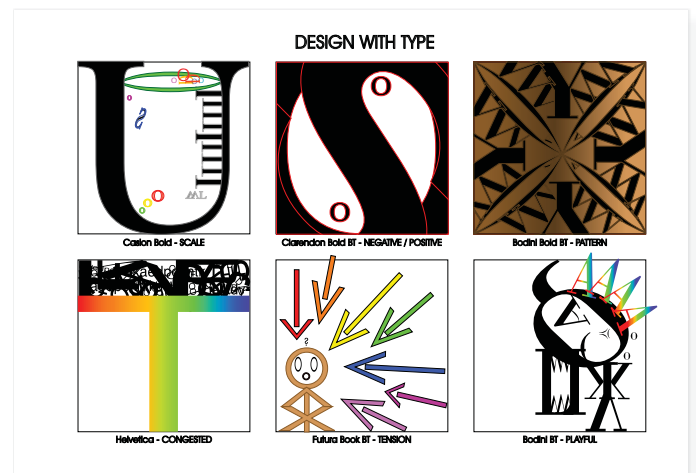 DESIGN WITH TYPE
Caslon Bold - SCALE
Clarendon Bold BT - NEGATIVE / POSITIVE
Bodini Bold BT - PATTERN
Helvetica - CONGESTED
Futura Book BT - TENSION
Bodini BT - PLAYFUL